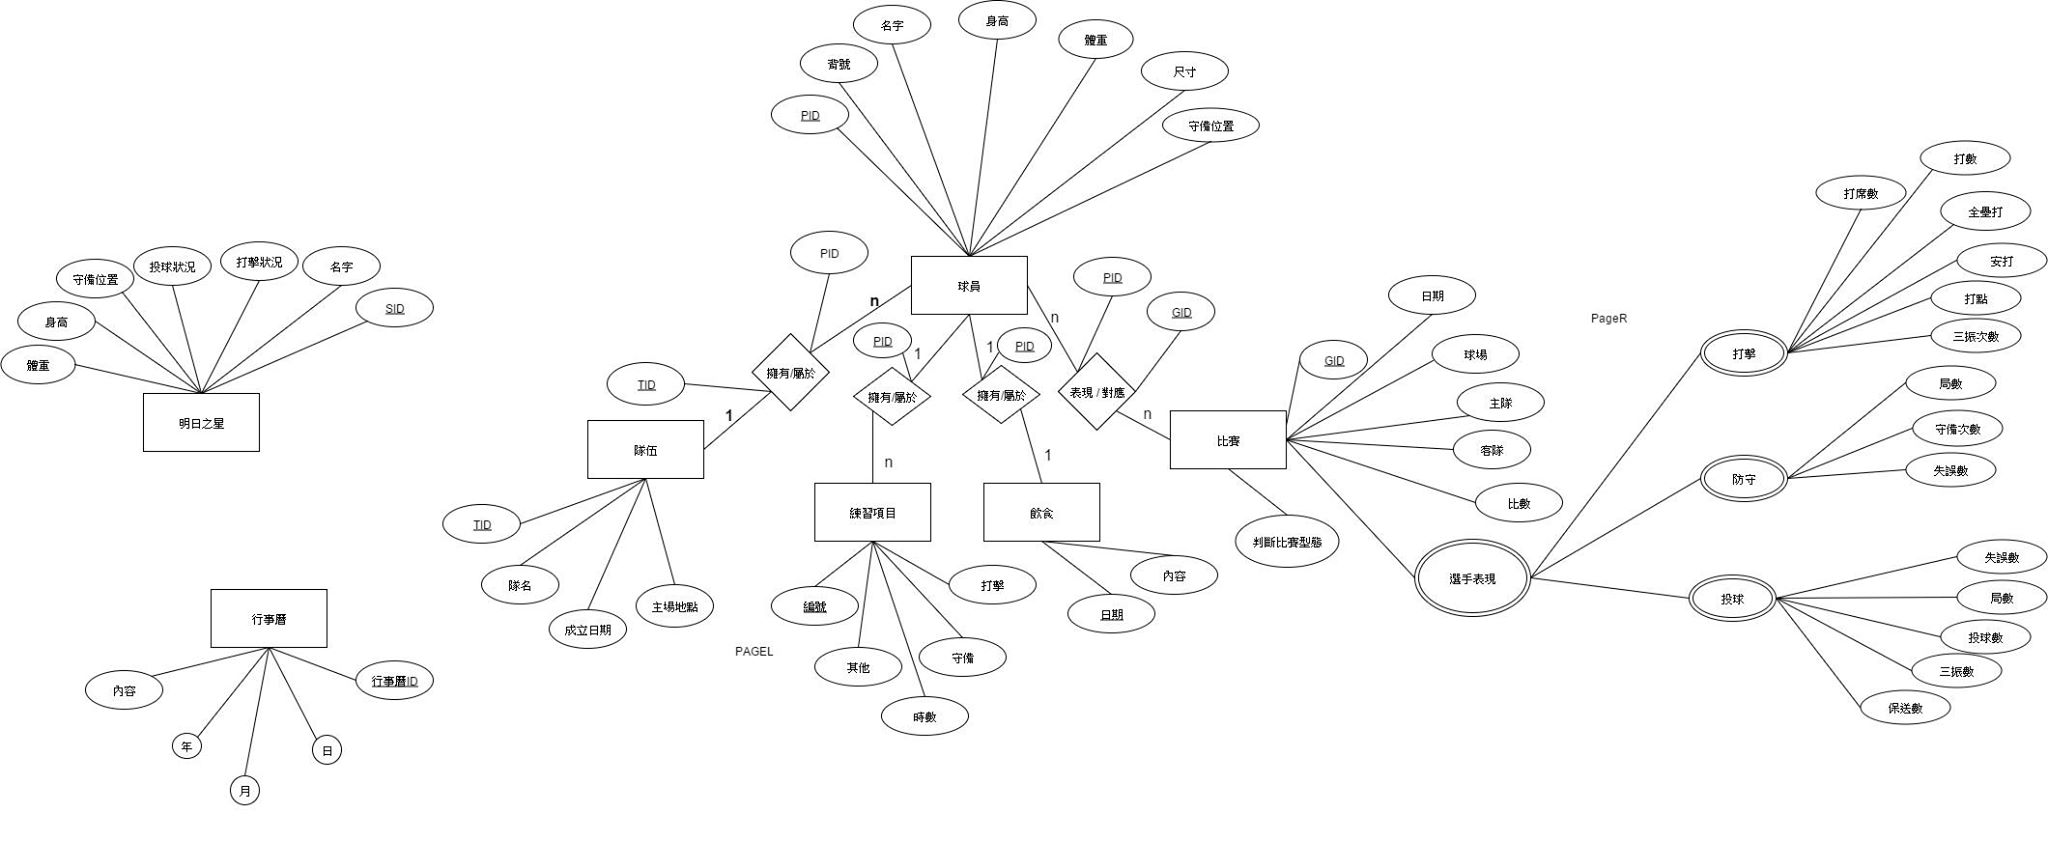 名字
身高
體重
背號
尺寸
PID
守備位置
打數
打席數
全壘打
安打
打點
三振次數
打擊
PageR
球員
PID
n
擁有/屬於
TID
1
隊伍
TID
隊名
成立日期
主場地點
PID
1
擁有/屬於
n
練習項目
編號
其他
時數
守備
打擊
PAGEL
1
PID
擁有/屬於
1
飲食
日期
內容
n
PID
GID
表現 / 對應
n
比賽
GID
日期
球場
主隊
客隊
比數
判斷比賽型態
選手表現
防守
局數
守備次數
失誤數
投球
失誤數
局數
投球數
三振數
保送數
體重
身高
守備位置
投球狀況
打擊狀況
名字
SID
明日之星
行事曆
內容
年
月
日
行事曆ID